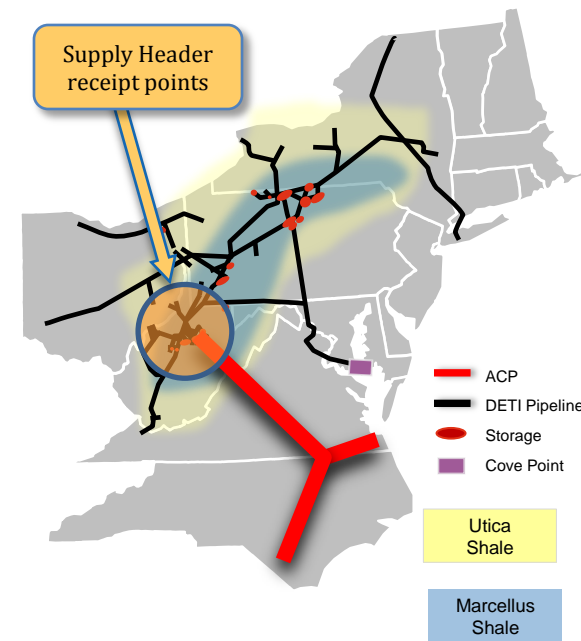 Supply Header
receipt points
ACP
DETI Pipeline
Storage
Cove Point
Utica
Shale
Marcellus
Shale